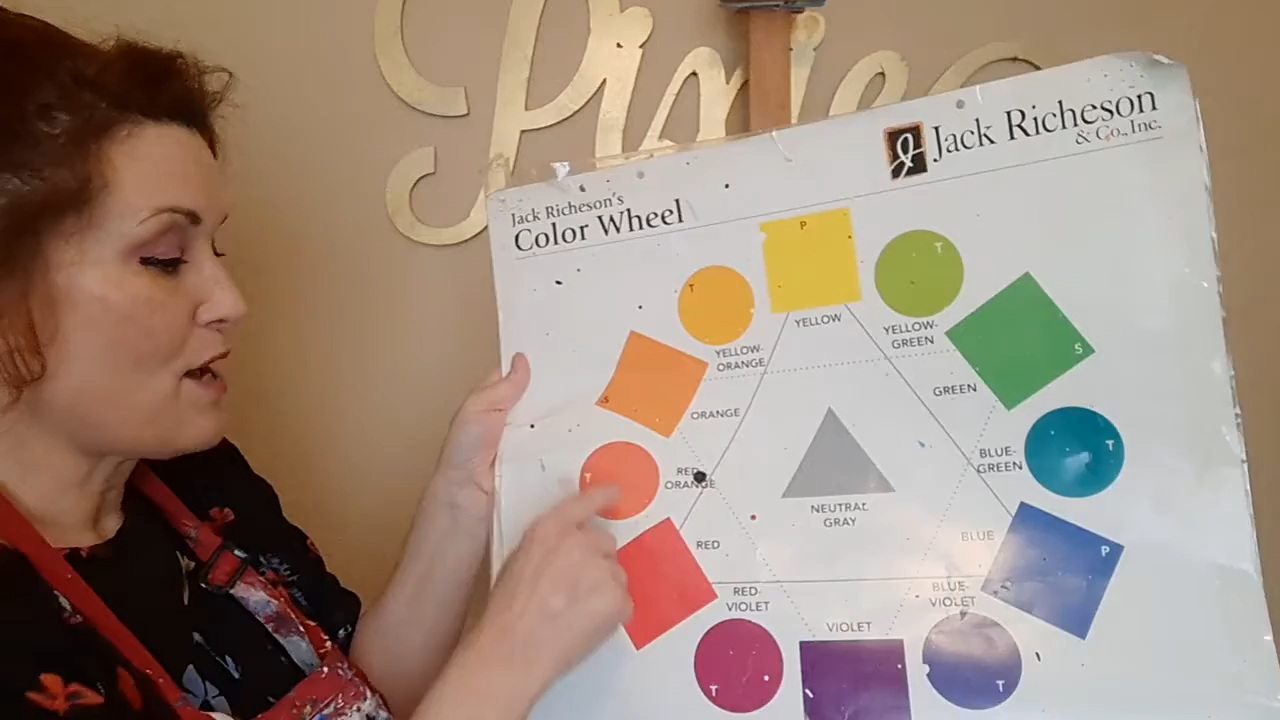 Pixie
Jack Richeson
& Co., Inc.
Jack Richeson's
Color Wheel
P
YELLOW
T
YELLOW-
GREEN
T
YELLOW-
ORANGE
S
GREEN
S
ORANGE
T
BLUE-
GREEN
T
RED
ORANGE
NEUTRAL
GRAY
P
BLUE
RED
T
RED-
VIOLET
VIOLET
T
BLUE-
VIOLET